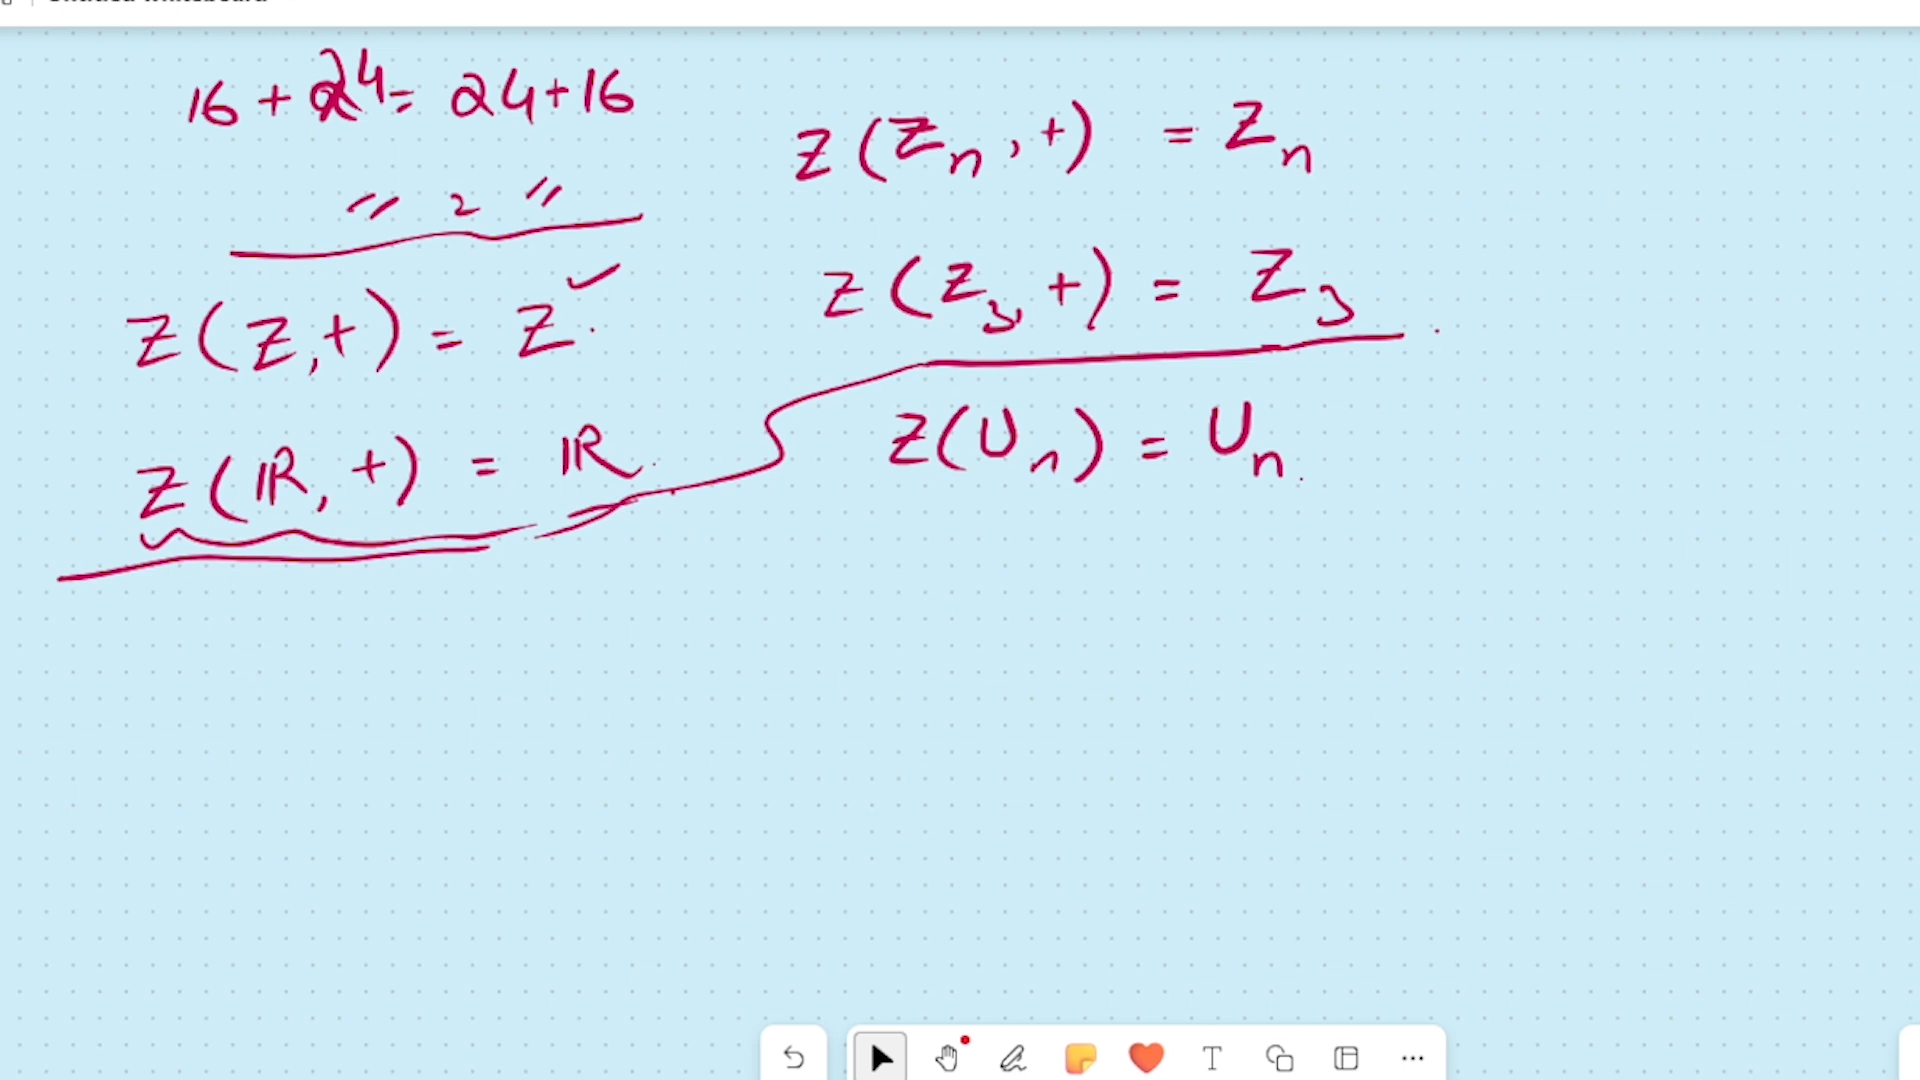 16 + 24 = 24+16
〃 2 〃
Z(Z,+) = Z.
Z(ℝ,+) = ℝ.
Z(Zn,+) = Zn
Z(Z3,+) = Z3.
Z(Un) = Un.
T